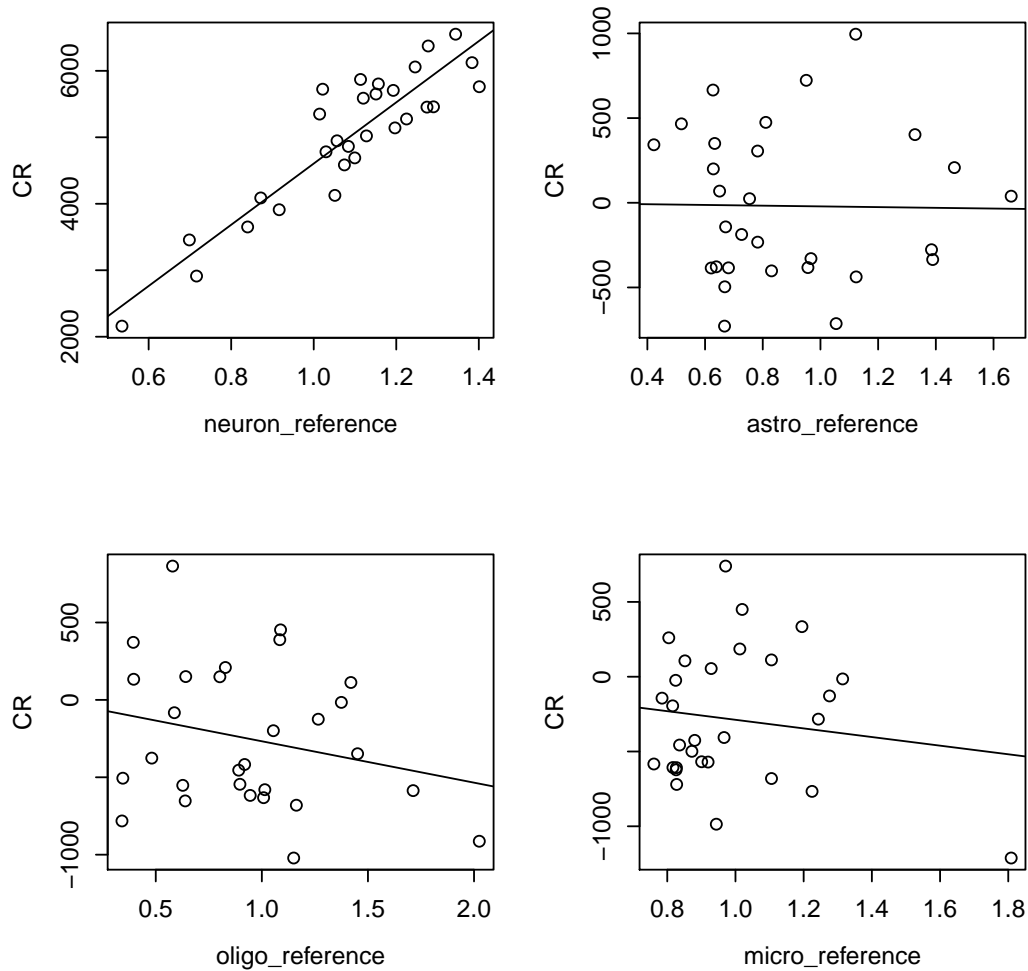 6000
4000
2000
CR
0.6 0.8 1.0 1.2 1.4
neuron_reference
1000
500
0
−500
CR
0.4 0.6 0.8 1.0 1.2 1.4 1.6
astro_reference
500
0
−1000
CR
0.5 1.0 1.5 2.0
oligo_reference
500
0
−1000
CR
0.8 1.0 1.2 1.4 1.6 1.8
micro_reference